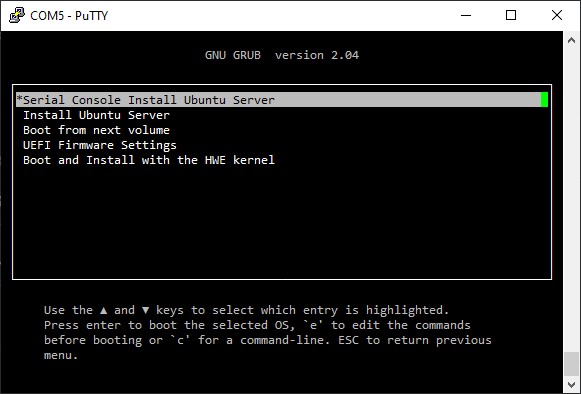 COM5 - PuTTY
GNU GRUB  version 2.04
*Serial Console Install Ubuntu Server
Install Ubuntu Server
Boot from next volume
UEFI Firmware Settings
Boot and Install with the HWE kernel
Use the ▲ and ▼ keys to select which entry is highlighted.
Press enter to boot the selected OS, `e' to edit the commands
before booting or `c' for a command-line. ESC to return previous
menu.